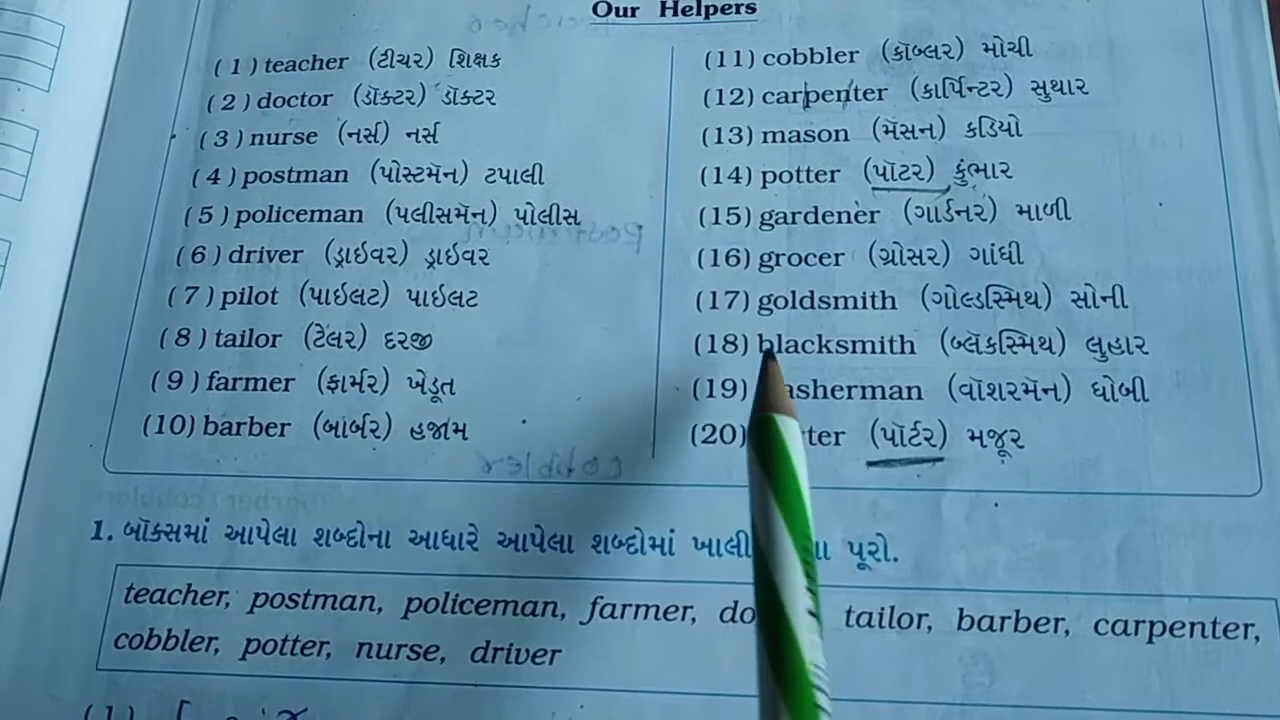 Our Helpers
(1) teacher (ટીચર) શિક્ષક
(2) doctor (ડૉક્ટર) ડૉક્ટર
(3) nurse (નર્સ) નર્સ
(4) postman (પોસ્ટમૅન) ટપાલી
(5) policeman (પલીસમૅન) પોલીસ
(6) driver (ડ્રાઇવર) ડ્રાઇવર
(7) pilot (પાઇલટ) પાઇલટ
(8) tailor (ટેલર) દરજી
(9) farmer (ફાર્મર) ખેડૂત
(10) barber (બાર્બર) હજામ
(11) cobbler (કૉબ્લર) મોચી
(12) carpenter (કાર્પિન્ટર) સુથાર
(13) mason (મૅસન) કડિયો
(14) potter (પૉટર) કુંભાર
(15) gardener (ગાર્ડનર) માળી
(16) grocer (ગ્રોસર) ગાંધી
(17) goldsmith (ગોલ્ડસ્મિથ) સોની
(18) blacksmith (બ્લૅકસ્મિથ) લુહાર
(19) asherman (વૉશરમૅન) ધોબી
(20) ter (પૉર્ટર) મજૂર
1. બૉક્સમાં આપેલા શબ્દોના આધારે આપેલા શબ્દોમાં ખાલી પૂરો.
teacher, postman, policeman, farmer, do tailor, barber, carpenter,
cobbler, potter, nurse, driver
(1)